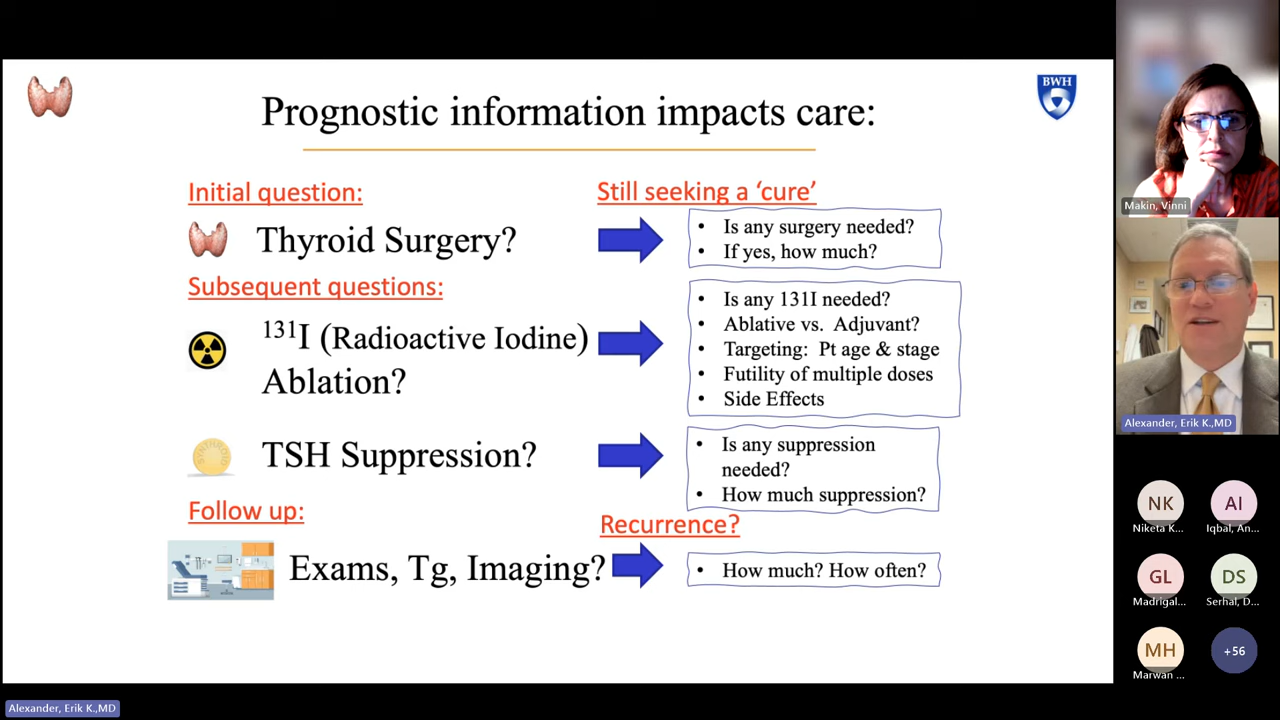 BWH
Prognostic information impacts care:
Initial question:
Thyroid Surgery?
Still seeking a ‘cure’
• Is any surgery needed?
• If yes, how much?
Subsequent questions:
131I (Radioactive Iodine)
Ablation?
• Is any 131I needed?
• Ablative vs. Adjuvant?
• Targeting: Pt age & stage
• Futility of multiple doses
• Side Effects
SYNTHROID
TSH Suppression?
• Is any suppression
needed?
• How much suppression?
Follow up:
Exams, Tg, Imaging?
Recurrence?
• How much? How often?
Makin, Vinni
Alexander, Erik K.,MD
NK
Niketa K...
AI
Iqbal, An...
GL
Madrigal...
DS
Serhal, D...
MH
Marwan ...
+56
Alexander, Erik K.,MD